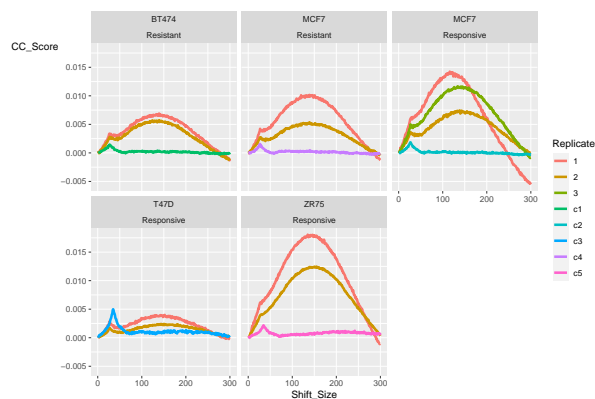 BT474
MCF7
MCF7
Resistant
Resistant
Responsive
CC_Score
0.015
0.010
0.005
0.000
−0.005
0
100
200
300
T47D
ZR75
Responsive
Responsive
0.015
0.010
0.005
0.000
−0.005
0
100
200
300
0
100
200
300
Shift_Size
Replicate
1
2
3
c1
c2
c3
c4
c5